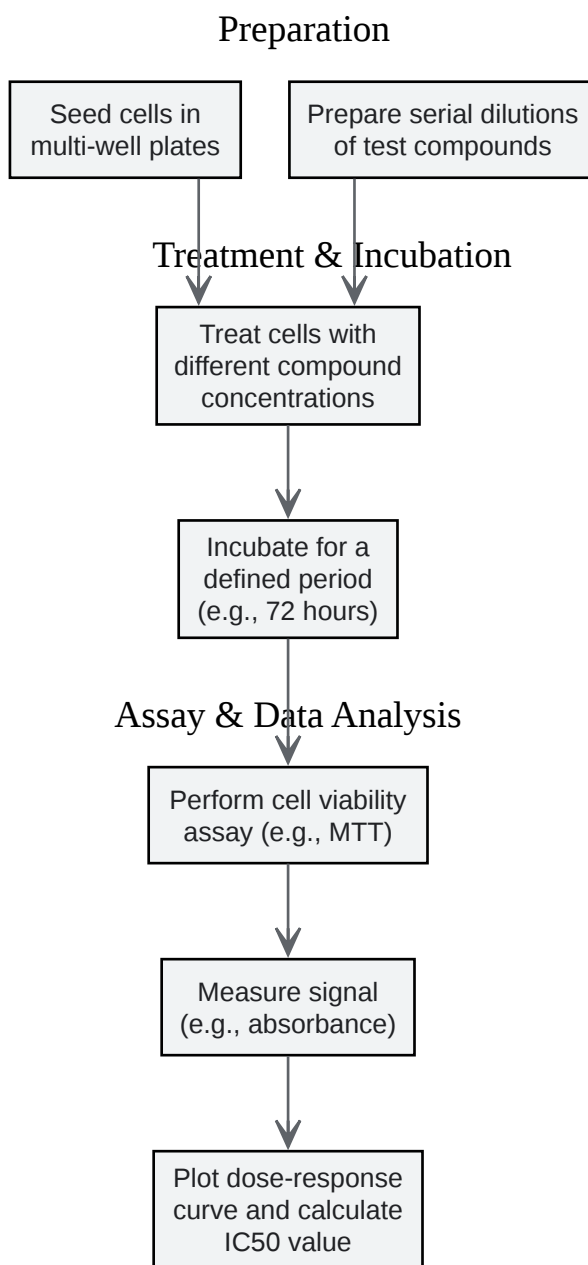 Preparation
Seed cells in
multi-well plates
Prepare serial dilutions
of test compounds
Treatment & Incubation
Treat cells with
different compound
concentrations
Incubate for a
defined period
(e.g., 72 hours)
Assay & Data Analysis
Perform cell viability
assay (e.g., MTT)
Measure signal
(e.g., absorbance)
Plot dose-response
curve and calculate
IC50 value